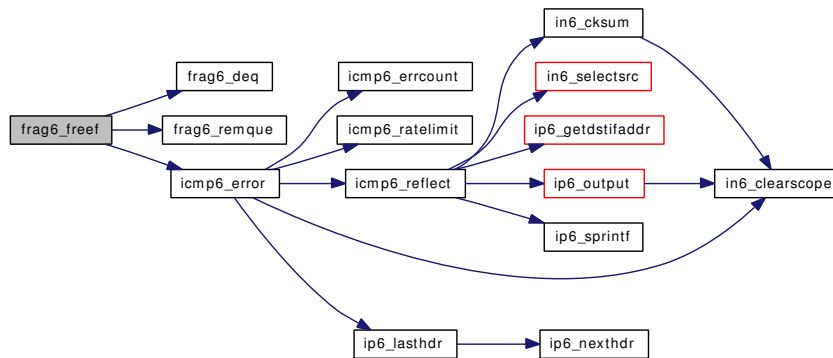 frag6_freef
frag6_deq
frag6_remque
icmp6_error
icmp6_errcount
icmp6_ratelimit
icmp6_reflect
ip6_lasthdr
in6_cksum
in6_selectsrc
ip6_getdstifaddr
ip6_output
ip6_sprintf
ip6_nexthdr
in6_clearscope